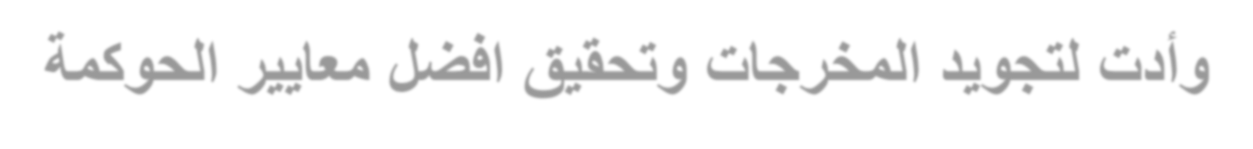 وأدت لتجويد المخرجات وتحقيق افضل معايير الحوكمة